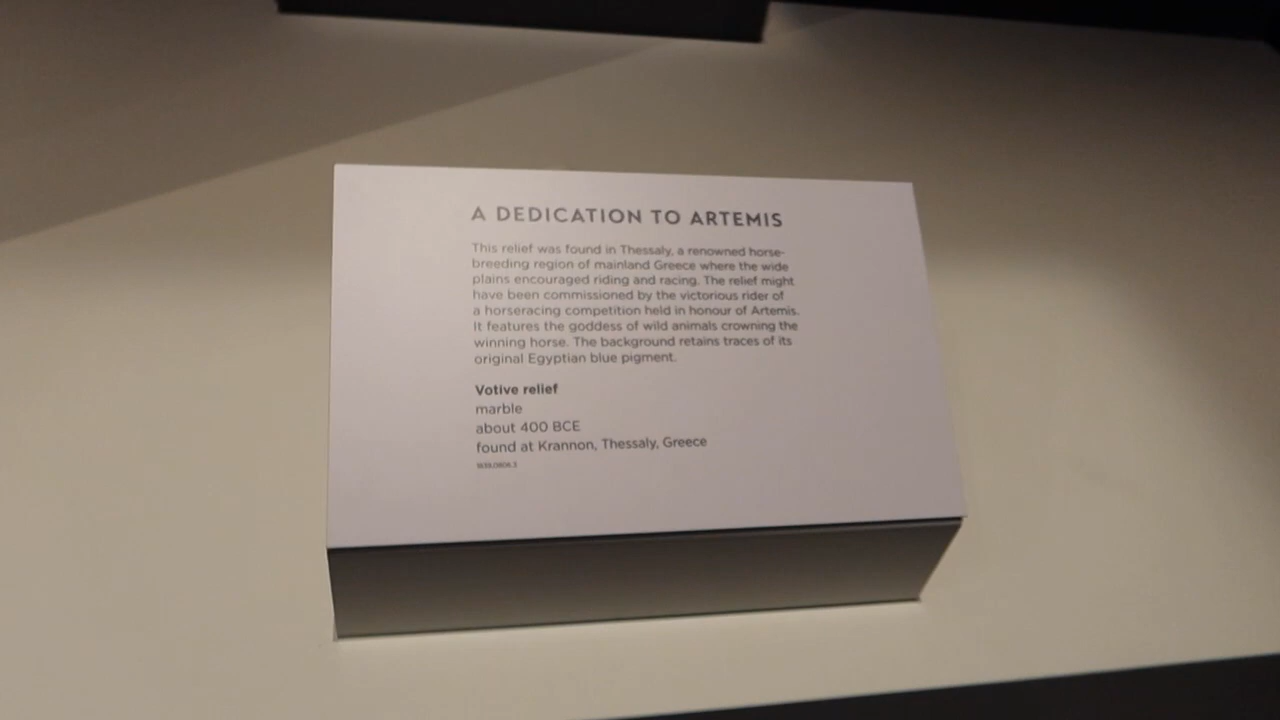 A DEDICATION TO ARTEMIS
This relief was found in Thessaly, a renowned horse-
breeding region of mainland Greece where the wide
plains encouraged riding and racing. The relief might
have been commissioned by the victorious rider of
a horseracing competition held in honour of Artemis.
It features the goddess of wild animals crowning the
winning horse. The background retains traces of its
original Egyptian blue pigment.
Votive relief
marble
about 400 BCE
found at Krannon, Thessaly, Greece